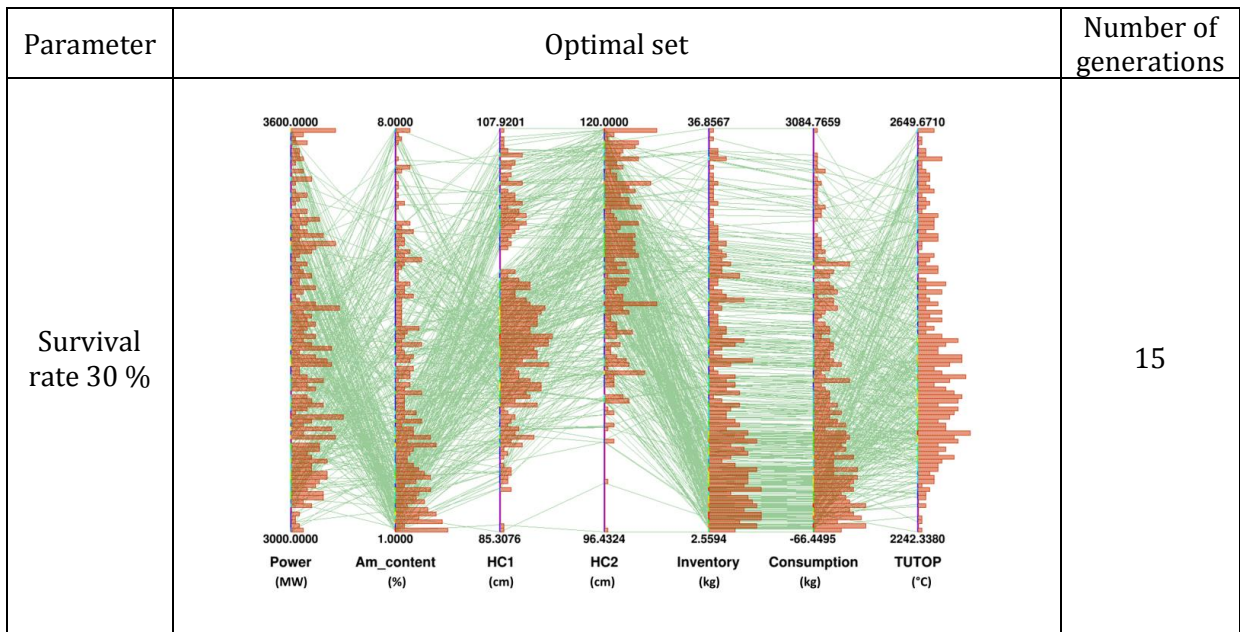 Parameter
Optimal set
Number of
generations
Survival
rate 30 %
3600.0000 8.0000 107.9201 120.0000 36.8567 3084.7659 2649.6710
3000.0000 1.0000 85.3076 96.4324 2.5594 -66.4495 2242.3380
Power Am_content HC1 HC2 Inventory Consumption TUTOP
(MW) (%) (cm) (cm) (kg) (kg) (°C)
15